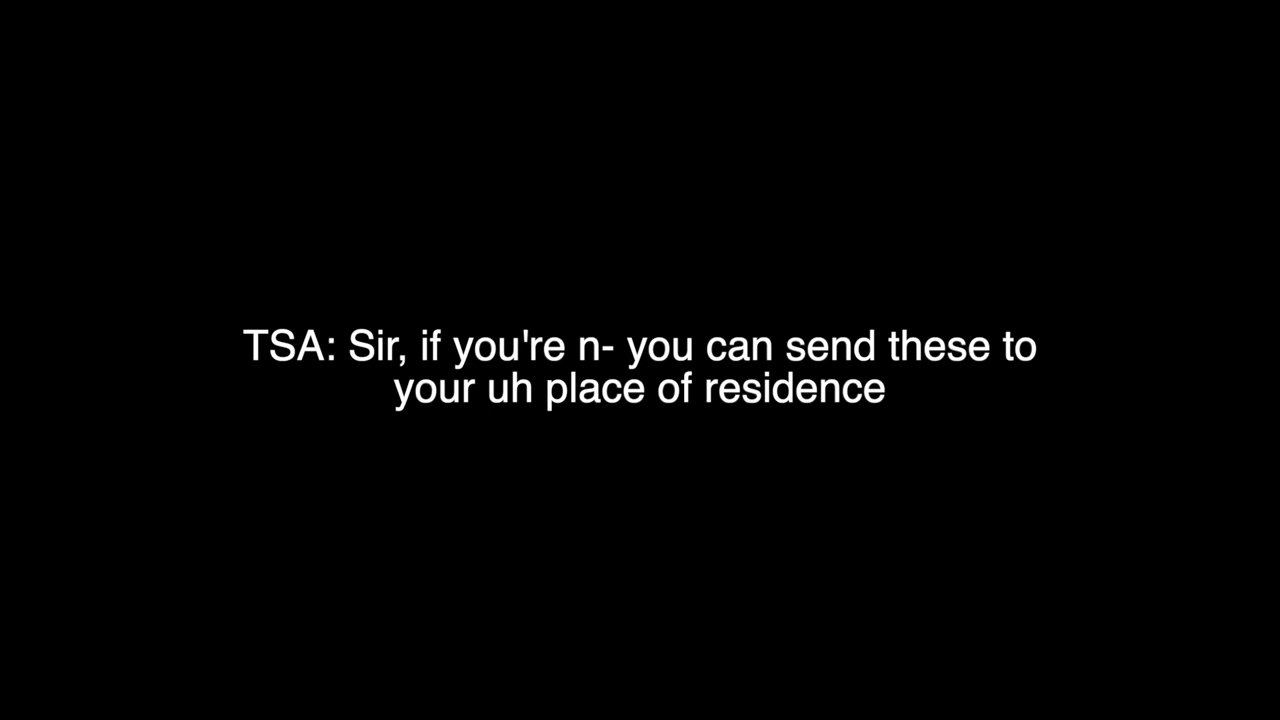 TSA: Sir, if you're n- you can send these to
your uh place of residence